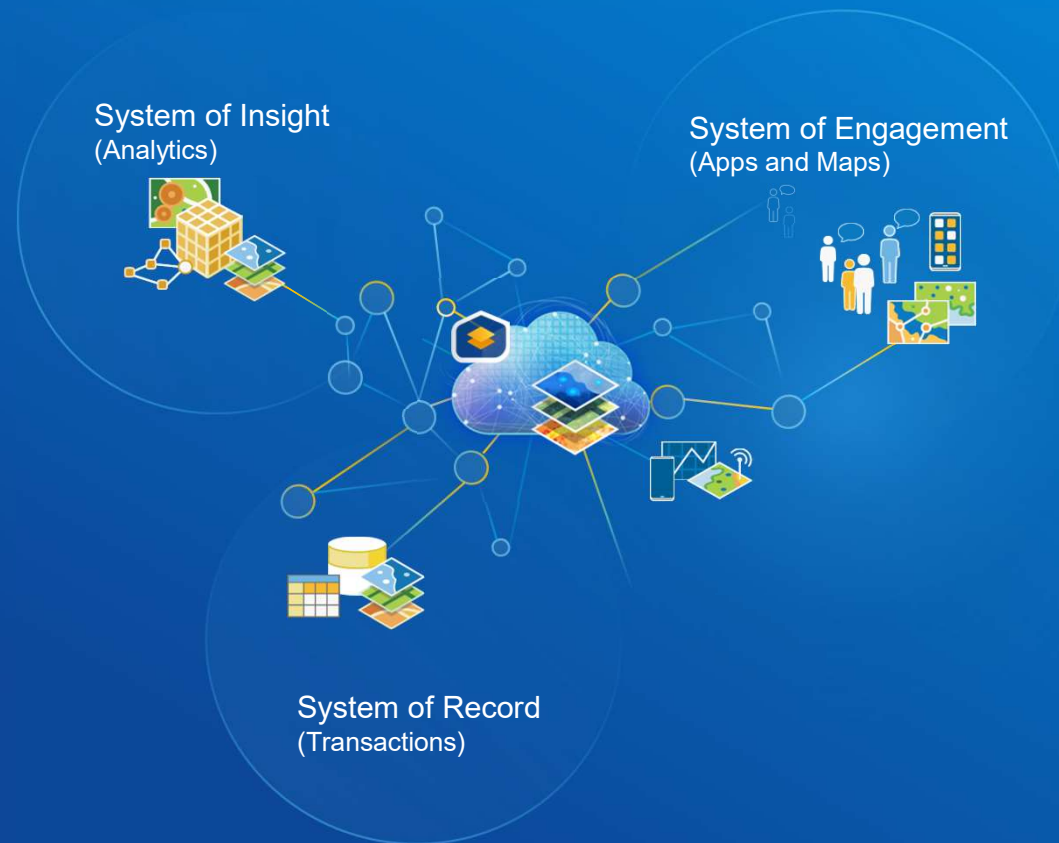 System of Insight
(Analytics)
System of Engagement
(Apps and Maps)
System of Record
(Transactions)